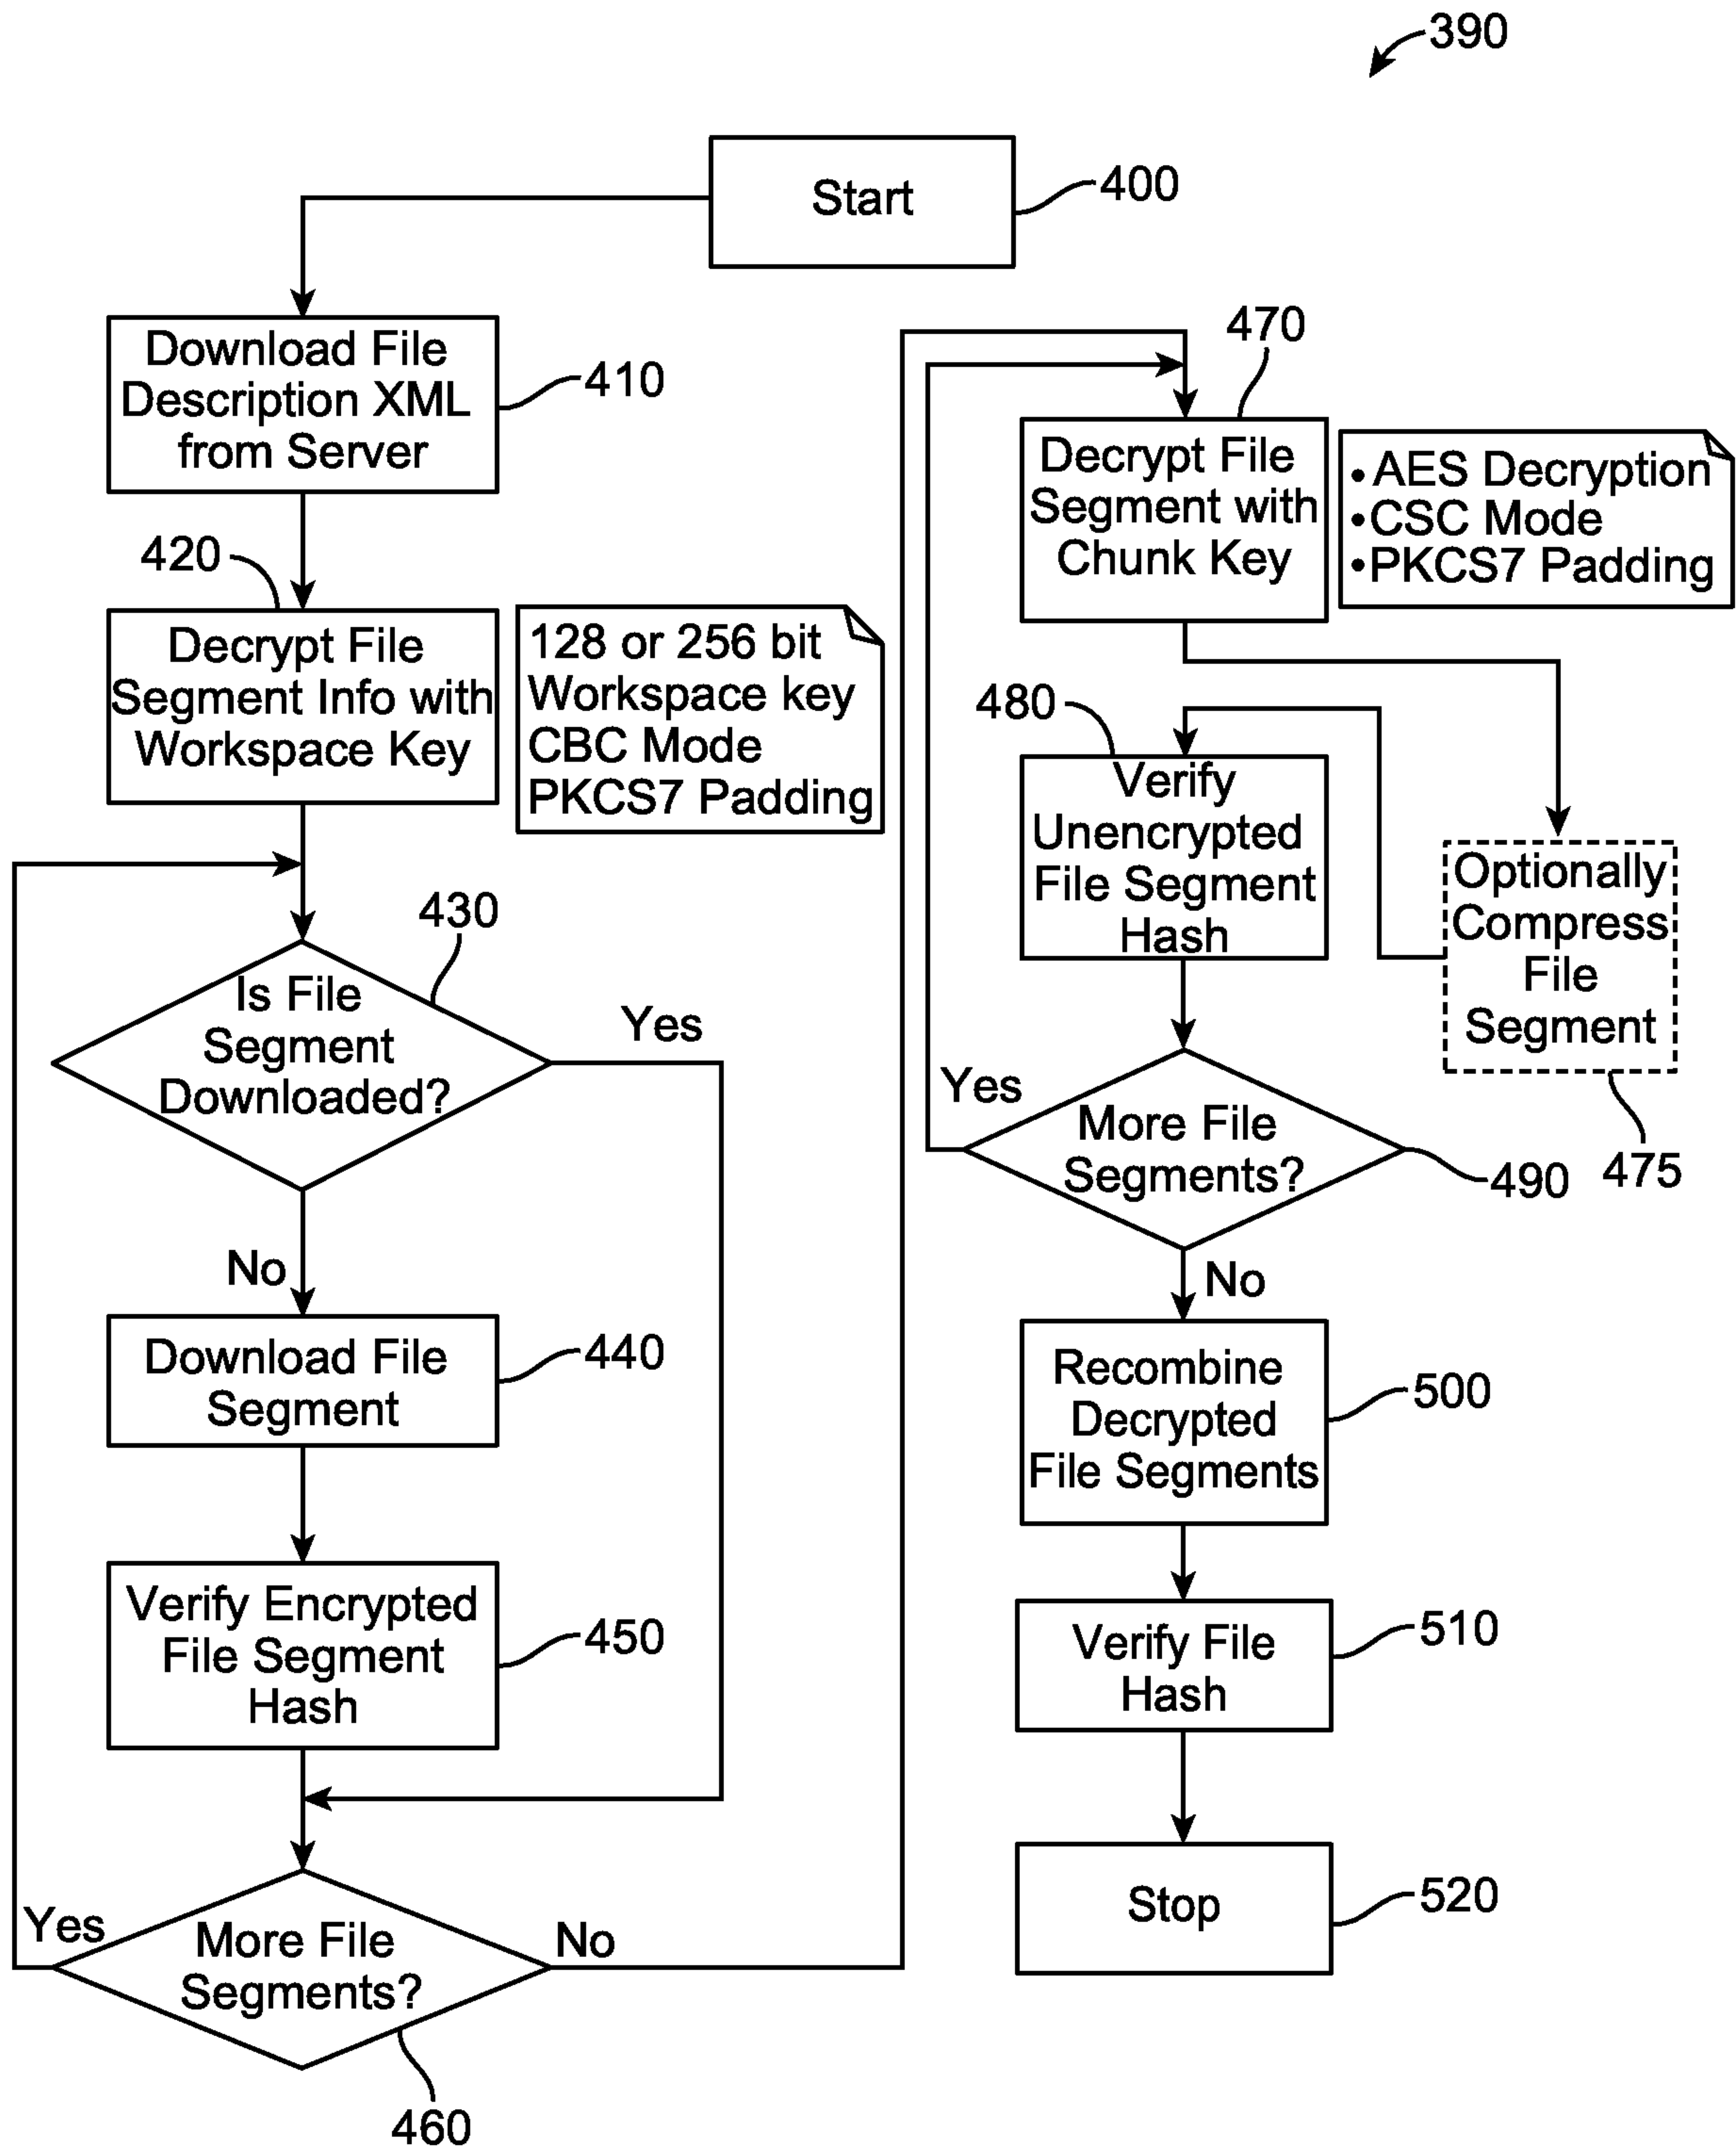 390
Start
400
Download File
Description XML
from Server
410
420
Decrypt File
Segment Info with
Workspace Key
128 or 256 bit
Workspace key
CBC Mode
PKCS7 Padding
430
Is File
Segment
Downloaded?
Yes
No
Download File
Segment
440
Verify Encrypted
File Segment
Hash
450
Yes
More File
Segments?
No
460
470
Decrypt File
Segment with
Chunk Key
• AES Decryption
• CSC Mode
• PKCS7 Padding
480
Verify
Unencrypted
File Segment
Hash
Optionally
Compress
File
Segment
475
Yes
More File
Segments?
490
No
Recombine
Decrypted
File Segments
500
Verify File
Hash
510
Stop
520